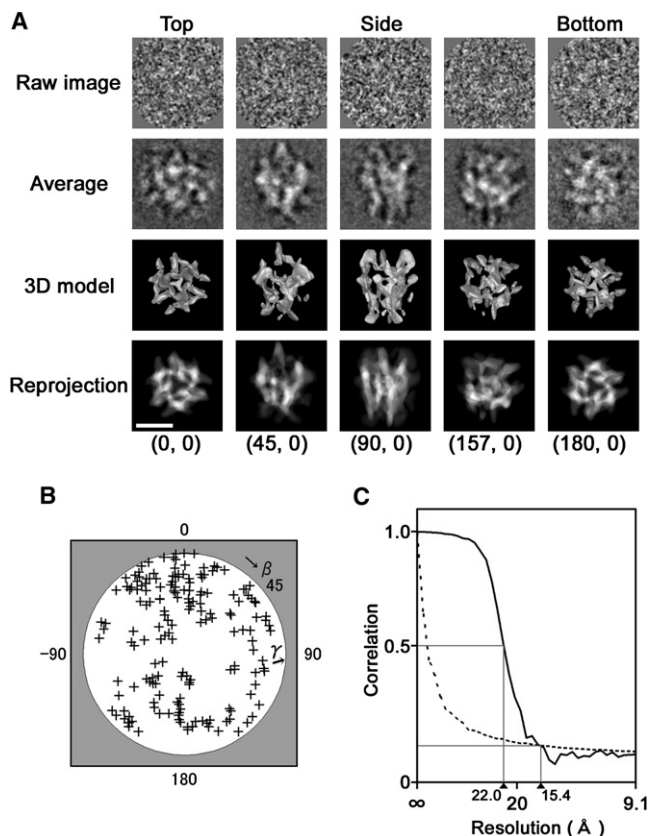 A
Top Side Bottom
Raw image
Average
3D model
Reprojection
(0, 0) (45, 0) (90, 0) (157, 0) (180, 0)
B
0
β
45
-90
γ
90
180
C
1.0
Correlation
0.5
0
∞ 22.0 20 15.4 9.1
Resolution (Å)